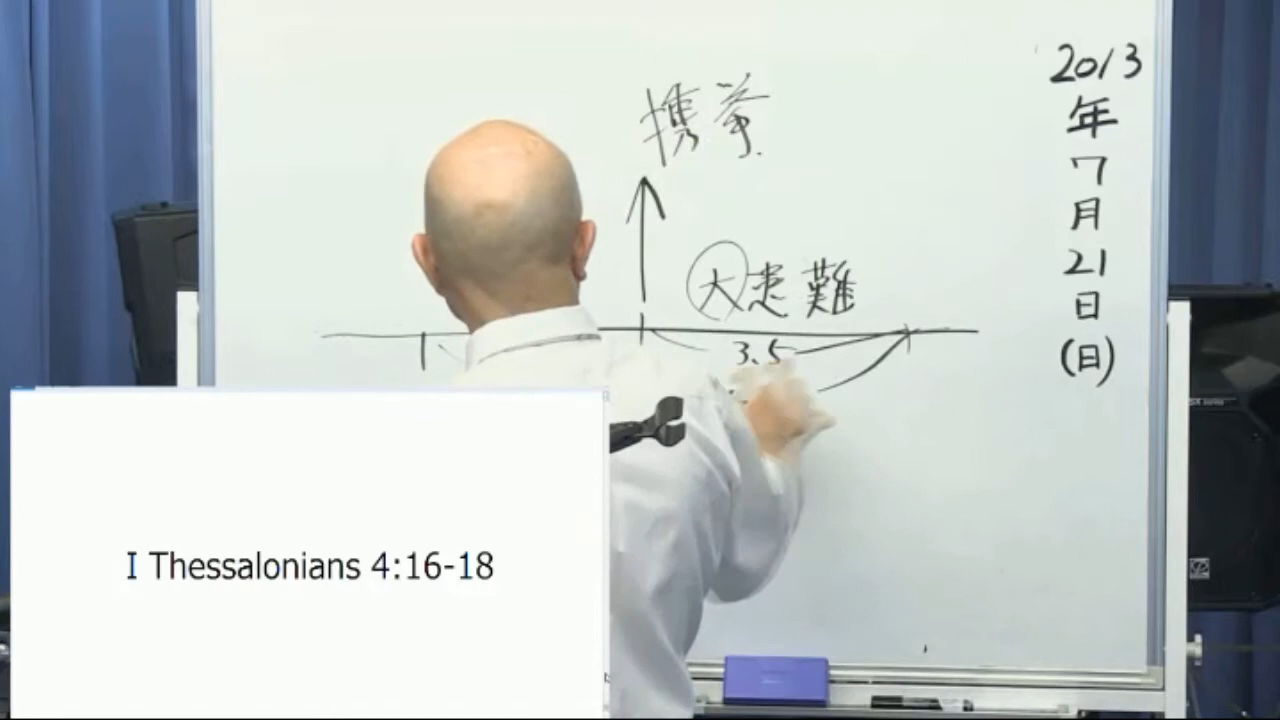 携挙
大患難
3.5
2013
年
7
月
21
日
(日)
I Thessalonians 4:16-18